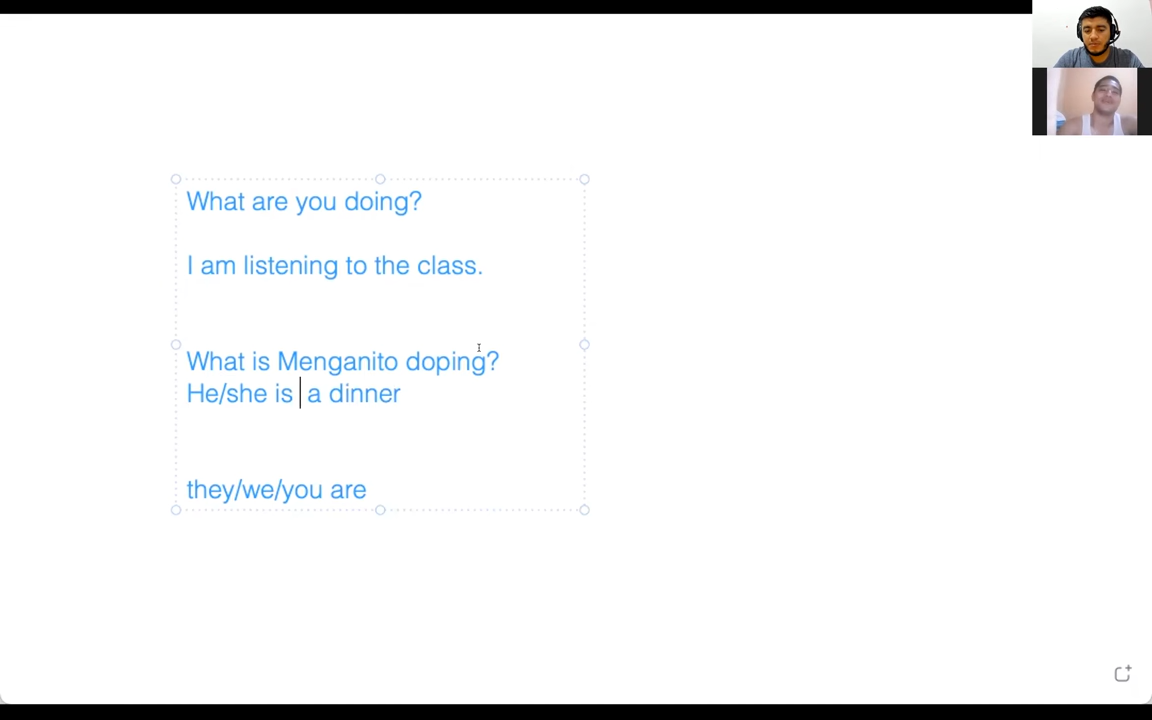 What are you doing?
I am listening to the class.
What is Menganito doping?
He/she is a dinner
they/we/you are